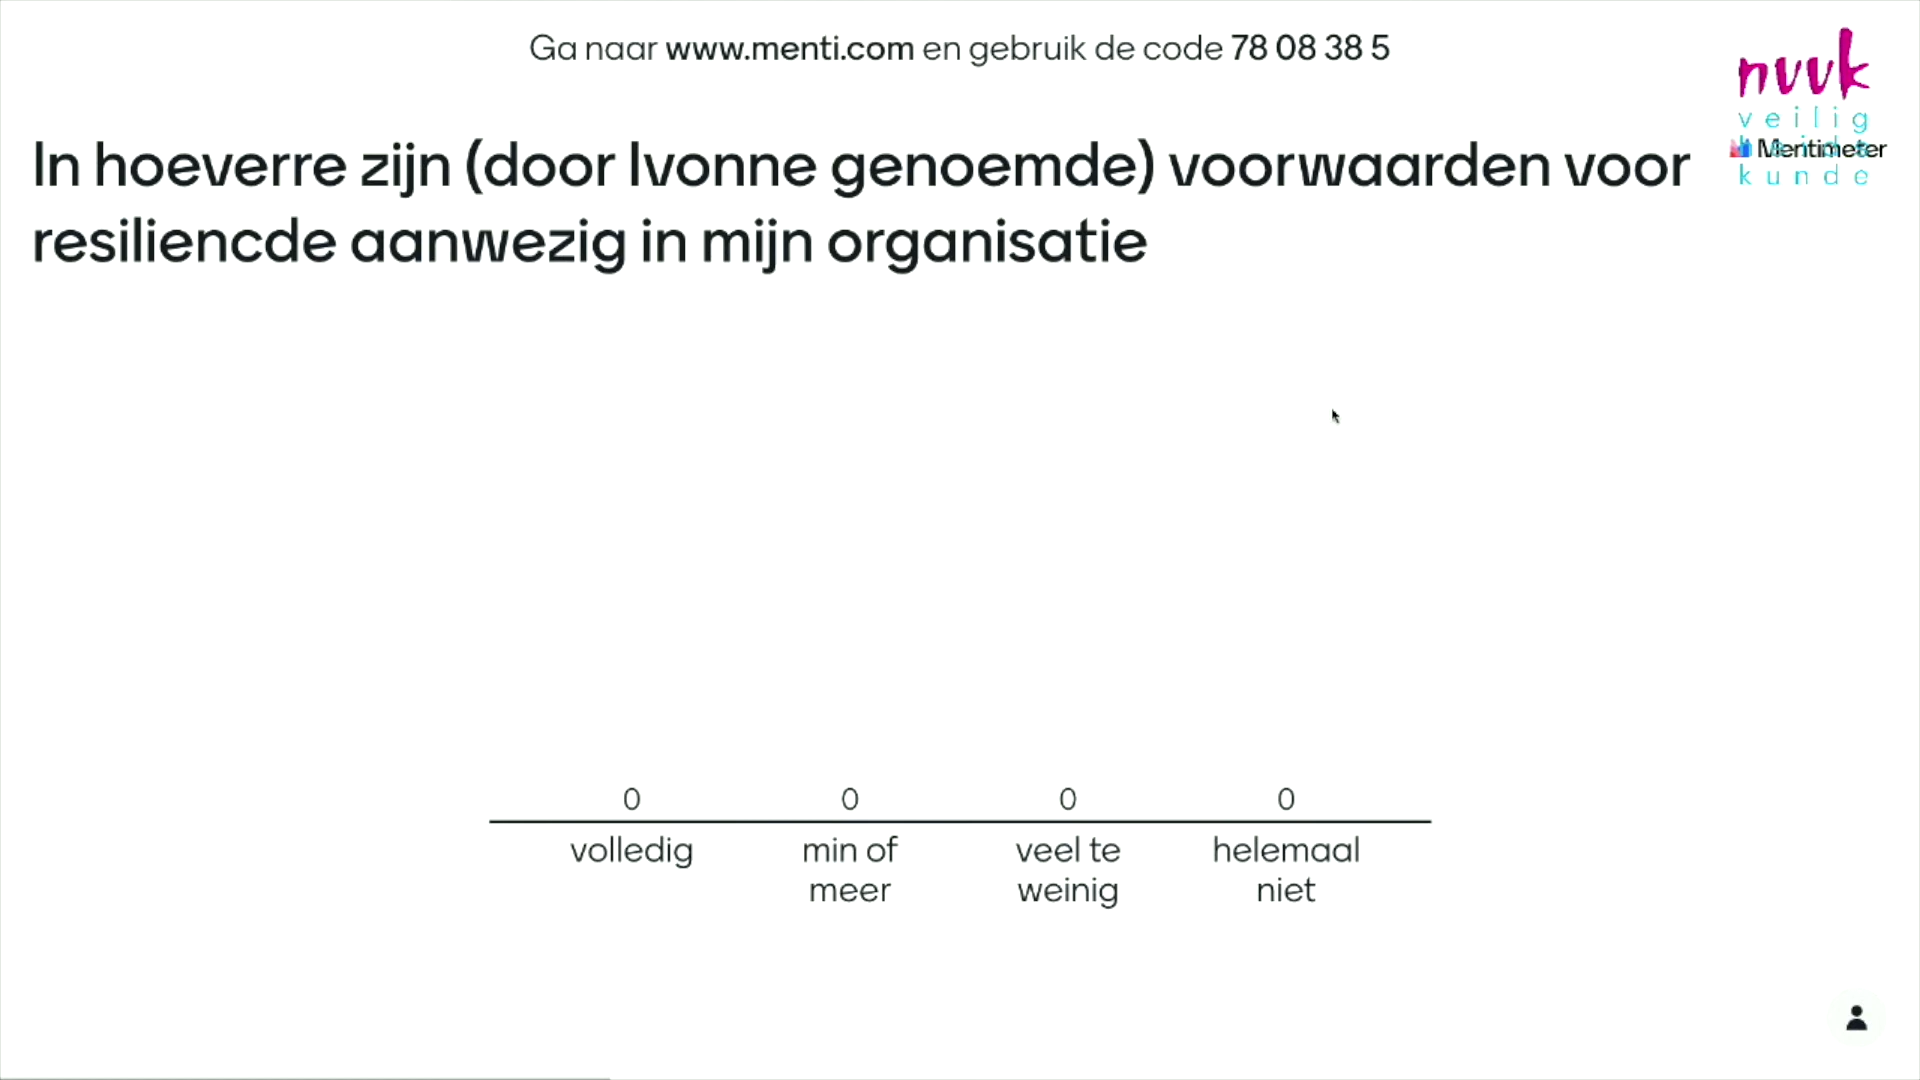 Ga naar www.menti.com en gebruik de code 78 08 38 5
nvvk
veilig
Mentimeter
kunde
In hoeverre zijn (door Ivonne genoemde) voorwaarden voor
resiliencde aanwezig in mijn organisatie
0 0 0 0
volledig min of veel te helemaal
meer weinig niet